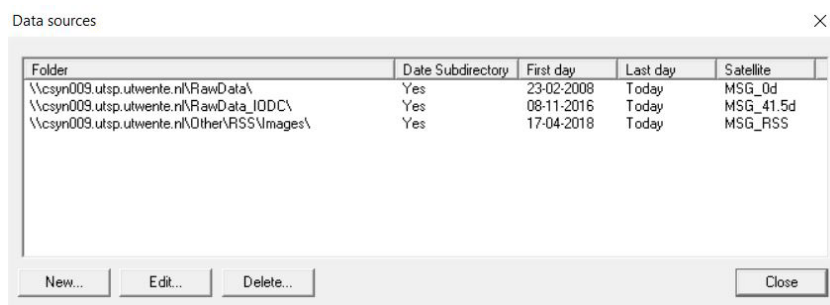 Data sources
Folder Date Subdirectory First day Last day Satellite
\\csyn009.utsp.utwente.nl\RawData\ Yes 23-02-2008 Today MSG_0d
\\csyn009.utsp.utwente.nl\RawData_IODC\ Yes 08-11-2016 Today MSG_41.5d
\\csyn009.utsp.utwente.nl\Other\RSS\Images\ Yes 17-04-2018 Today MSG_RSS
New... Edit... Delete... Close